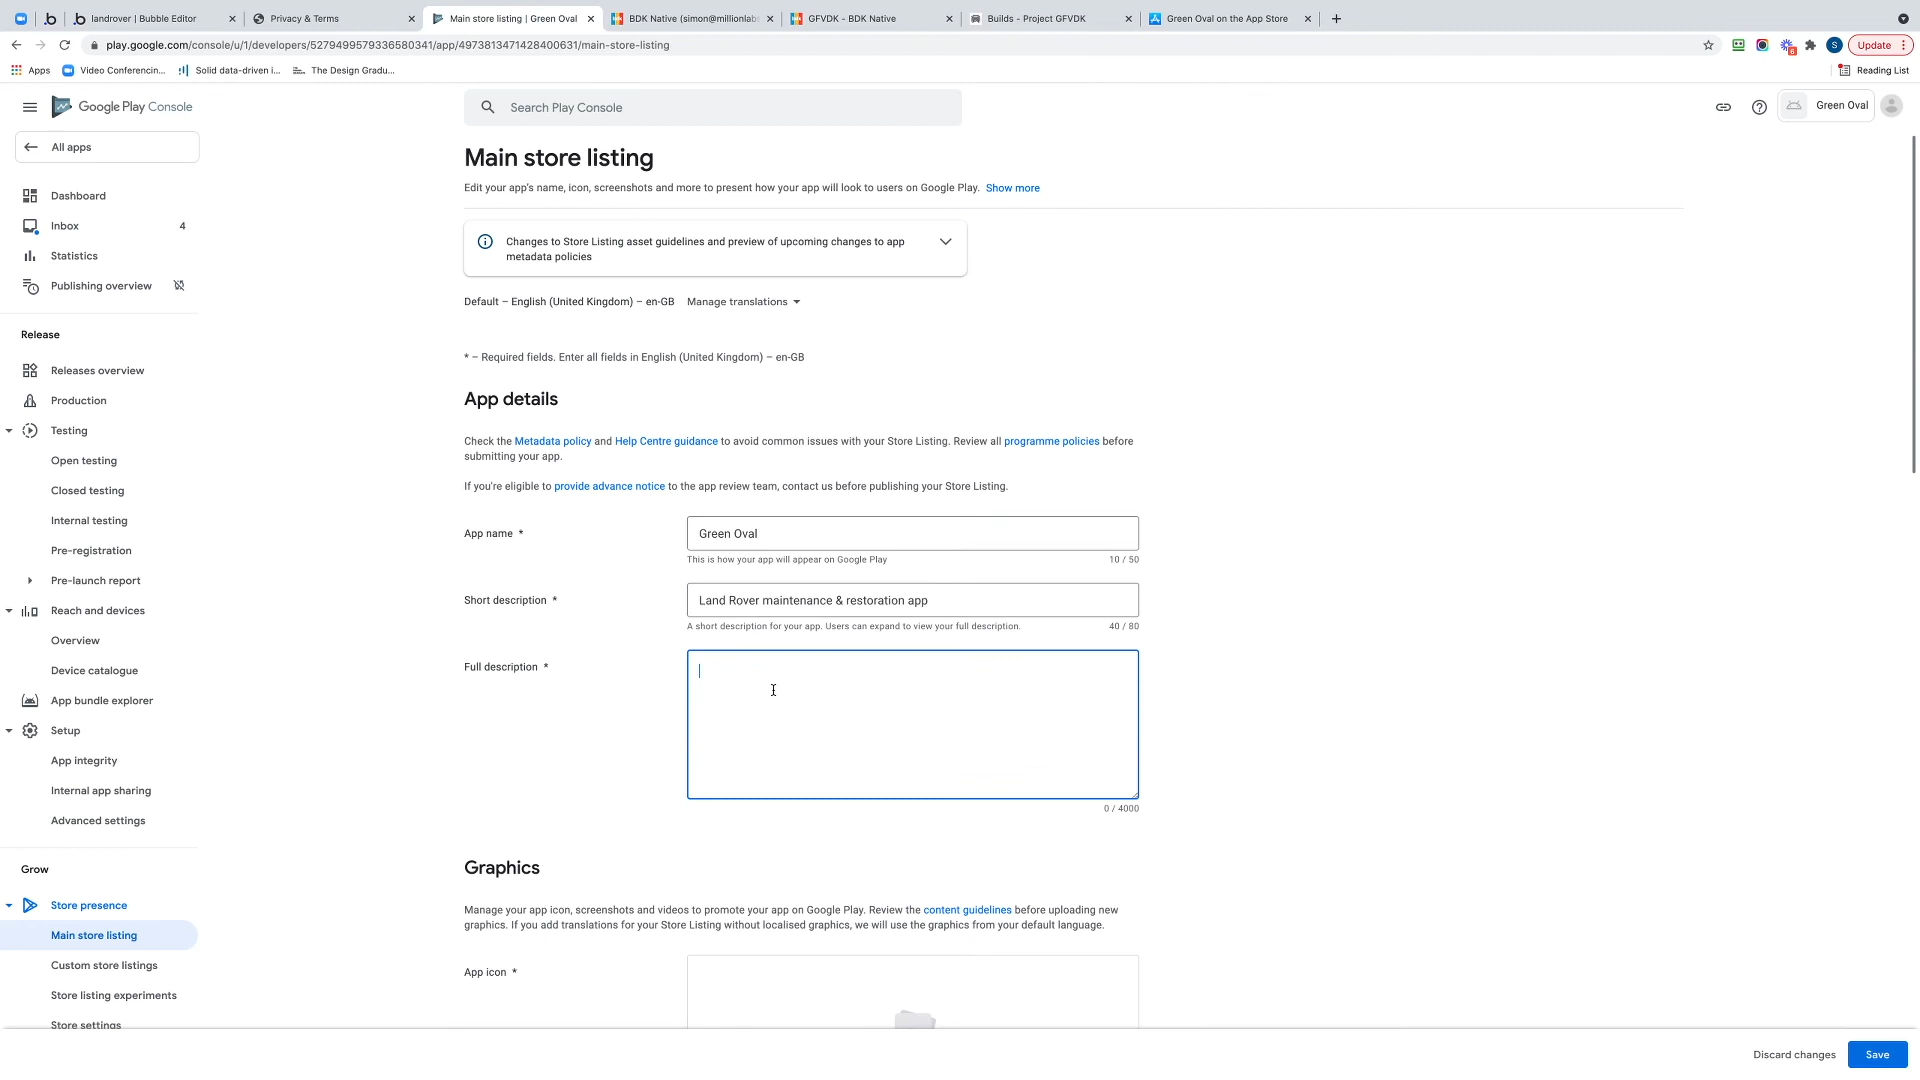 landrover | Bubble Editor
Privacy & Terms
Main store listing | Green Oval
BDK Native (simon@millionlabs
GFVDK - BDK Native
Builds - Project GFVDK
Green Oval on the App Store
play.google.com/console/u/1/developers/5279499579336580341/app/4973813471428400631/main-store-listing
6
S
Update
Apps
Video Conferencin...
Solid data-driven i...
The Design Gradu...
Reading List
Google Play Console
Search Play Console
Green Oval
All apps
Dashboard
Inbox
4
Statistics
Publishing overview
Release
Releases overview
Production
Testing
Open testing
Closed testing
Internal testing
Pre-registration
Pre-launch report
Reach and devices
Overview
Device catalogue
App bundle explorer
Setup
App integrity
Internal app sharing
Advanced settings
Grow
Store presence
Main store listing
Custom store listings
Store listing experiments
Store settings
Main store listing
Edit your app's name, icon, screenshots and more to present how your app will look to users on Google Play. Show more
Changes to Store Listing asset guidelines and preview of upcoming changes to app
metadata policies
Default – English (United Kingdom) – en-GB Manage translations
* – Required fields. Enter all fields in English (United Kingdom) – en-GB
App details
Check the Metadata policy and Help Centre guidance to avoid common issues with your Store Listing. Review all programme policies before
submitting your app.
If you're eligible to provide advance notice to the app review team, contact us before publishing your Store Listing.
App name *
Green Oval
This is how your app will appear on Google Play
10 / 50
Short description *
Land Rover maintenance & restoration app
A short description for your app. Users can expand to view your full description.
40 / 80
Full description *
0 / 4000
Graphics
Manage your app icon, screenshots and videos to promote your app on Google Play. Review the content guidelines before uploading new
graphics. If you add translations for your Store Listing without localised graphics, we will use the graphics from your default language.
App icon *
Discard changes
Save